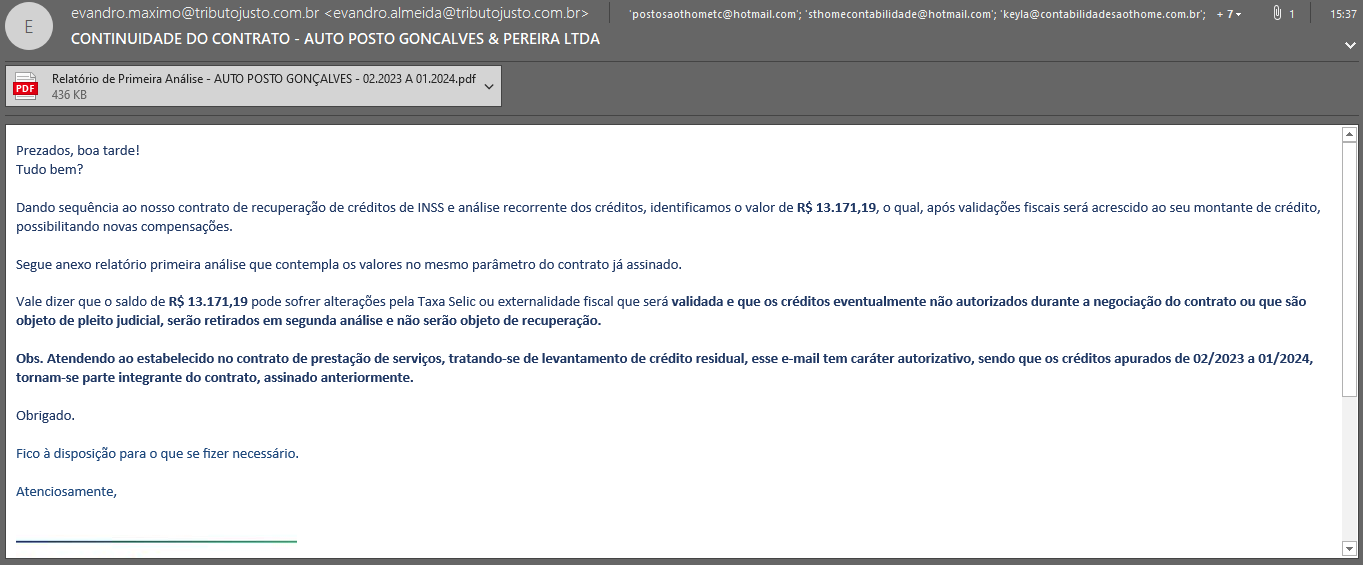 E
evandro.maximo@tributojusto.com.br <evandro.almeida@tributojusto.com.br>
'postosaothometc@hotmail.com'; 'sthomecontabilidade@hotmail.com'; 'keyla@contabilidadesaothome.com.br';
+ 7
1
15:37
CONTINUIDADE DO CONTRATO - AUTO POSTO GONCALVES & PEREIRA LTDA
PDF
Relatório de Primeira Análise - AUTO POSTO GONÇALVES - 02.2023 A 01.2024.pdf
436 KB
Prezados, boa tarde!
Tudo bem?
Dando sequência ao nosso contrato de recuperação de créditos de INSS e análise recorrente dos créditos, identificamos o valor de R$ 13.171,19, o qual, após validações fiscais será acrescido ao seu montante de crédito,
possibilitando novas compensações.
Segue anexo relatório primeira análise que contempla os valores no mesmo parâmetro do contrato já assinado.
Vale dizer que o saldo de R$ 13.171,19 pode sofrer alterações pela Taxa Selic ou externalidade fiscal que será validada e que os créditos eventualmente não autorizados durante a negociação do contrato ou que são
objeto de pleito judicial, serão retirados em segunda análise e não serão objeto de recuperação.
Obs. Atendendo ao estabelecido no contrato de prestação de serviços, tratando-se de levantamento de crédito residual, esse e-mail tem caráter autorizativo, sendo que os créditos apurados de 02/2023 a 01/2024,
tornam-se parte integrante do contrato, assinado anteriormente.
Obrigado.
Fico à disposição para o que se fizer necessário.
Atenciosamente,